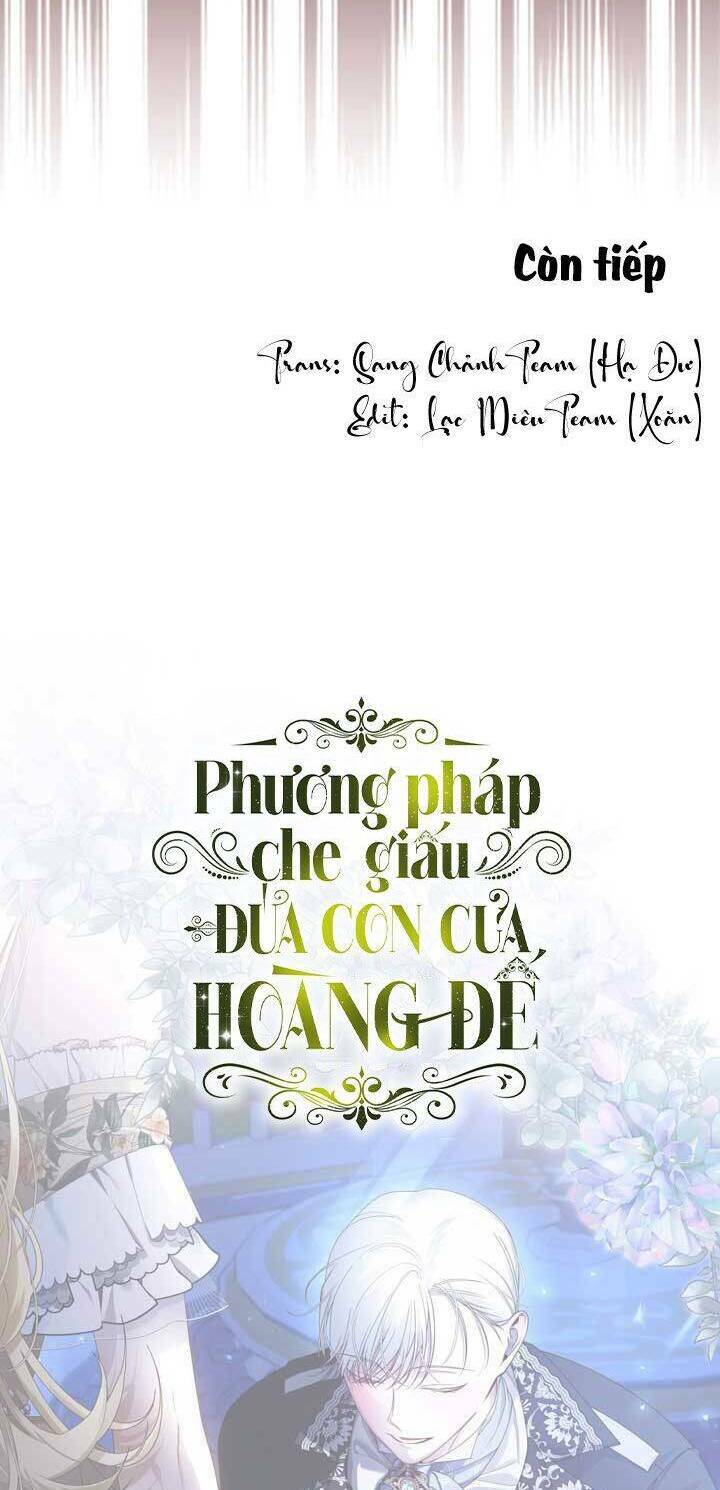 Còn tiếp
Trans: Sang Chảnh Team (Hạ Dư)
Edit: Lạc Miêu Team (Xoăn)
Phương pháp
che giấu
ĐỨA CON CỦA
HOÀNG ĐẾ